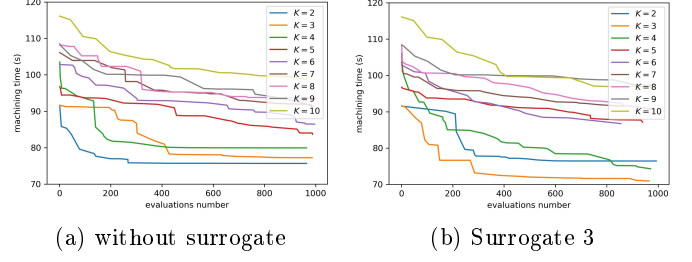 machining time (s)
120
110
100
90
80
70
0
200
400
600
800
1000
evaluations number
K = 2
K = 3
K = 4
K = 5
K = 6
K = 7
K = 8
K = 9
K = 10
(a) without surrogate
machining time (s)
120
110
100
90
80
70
0
200
400
600
800
1000
evaluations number
K = 2
K = 3
K = 4
K = 5
K = 6
K = 7
K = 8
K = 9
K = 10
(b) Surrogate 3